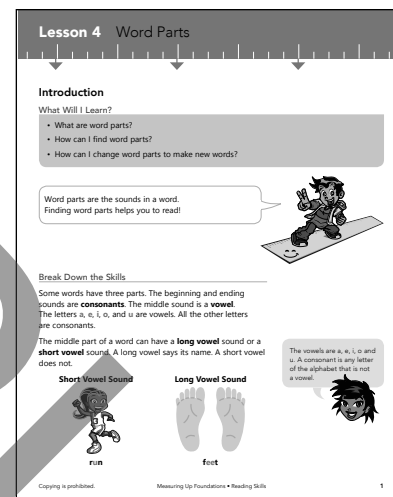 Lesson 4 Word Parts
Introduction
What Will I Learn?
• What are word parts?
• How can I find word parts?
• How can I change word parts to make new words?
Word parts are the sounds in a word.
Finding word parts helps you to read!
Break Down the Skills
Some words have three parts. The beginning and ending
sounds are consonants. The middle sound is a vowel.
The letters a, e, i, o, and u are vowels. All the other letters
are consonants.
The middle part of a word can have a long vowel sound or a
short vowel sound. A long vowel says its name. A short vowel
does not.
The vowels are a, e, i, o and
u. A consonant is any letter
of the alphabet that is not
a vowel.
Short Vowel Sound Long Vowel Sound
run feet
Copying is prohibited. Measuring Up Foundations • Reading Skills 1